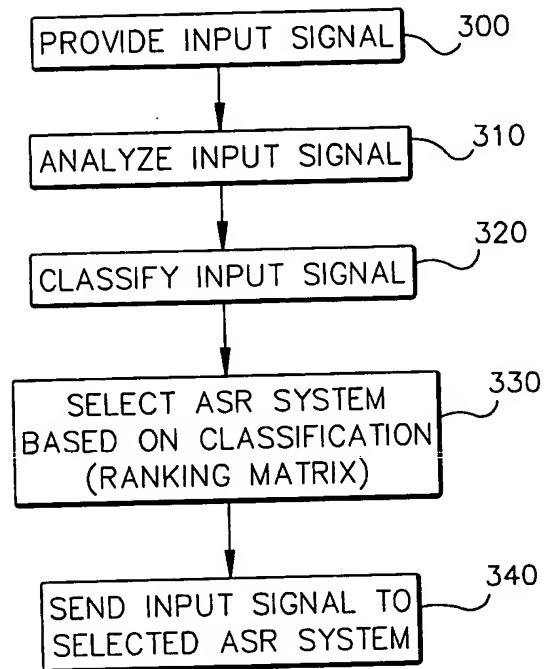 PROVIDE INPUT SIGNAL
300
ANALYZE INPUT SIGNAL
310
CLASSIFY INPUT SIGNAL
320
SELECT ASR SYSTEM
BASED ON CLASSIFICATION
(RANKING MATRIX)
330
SEND INPUT SIGNAL TO
SELECTED ASR SYSTEM
340